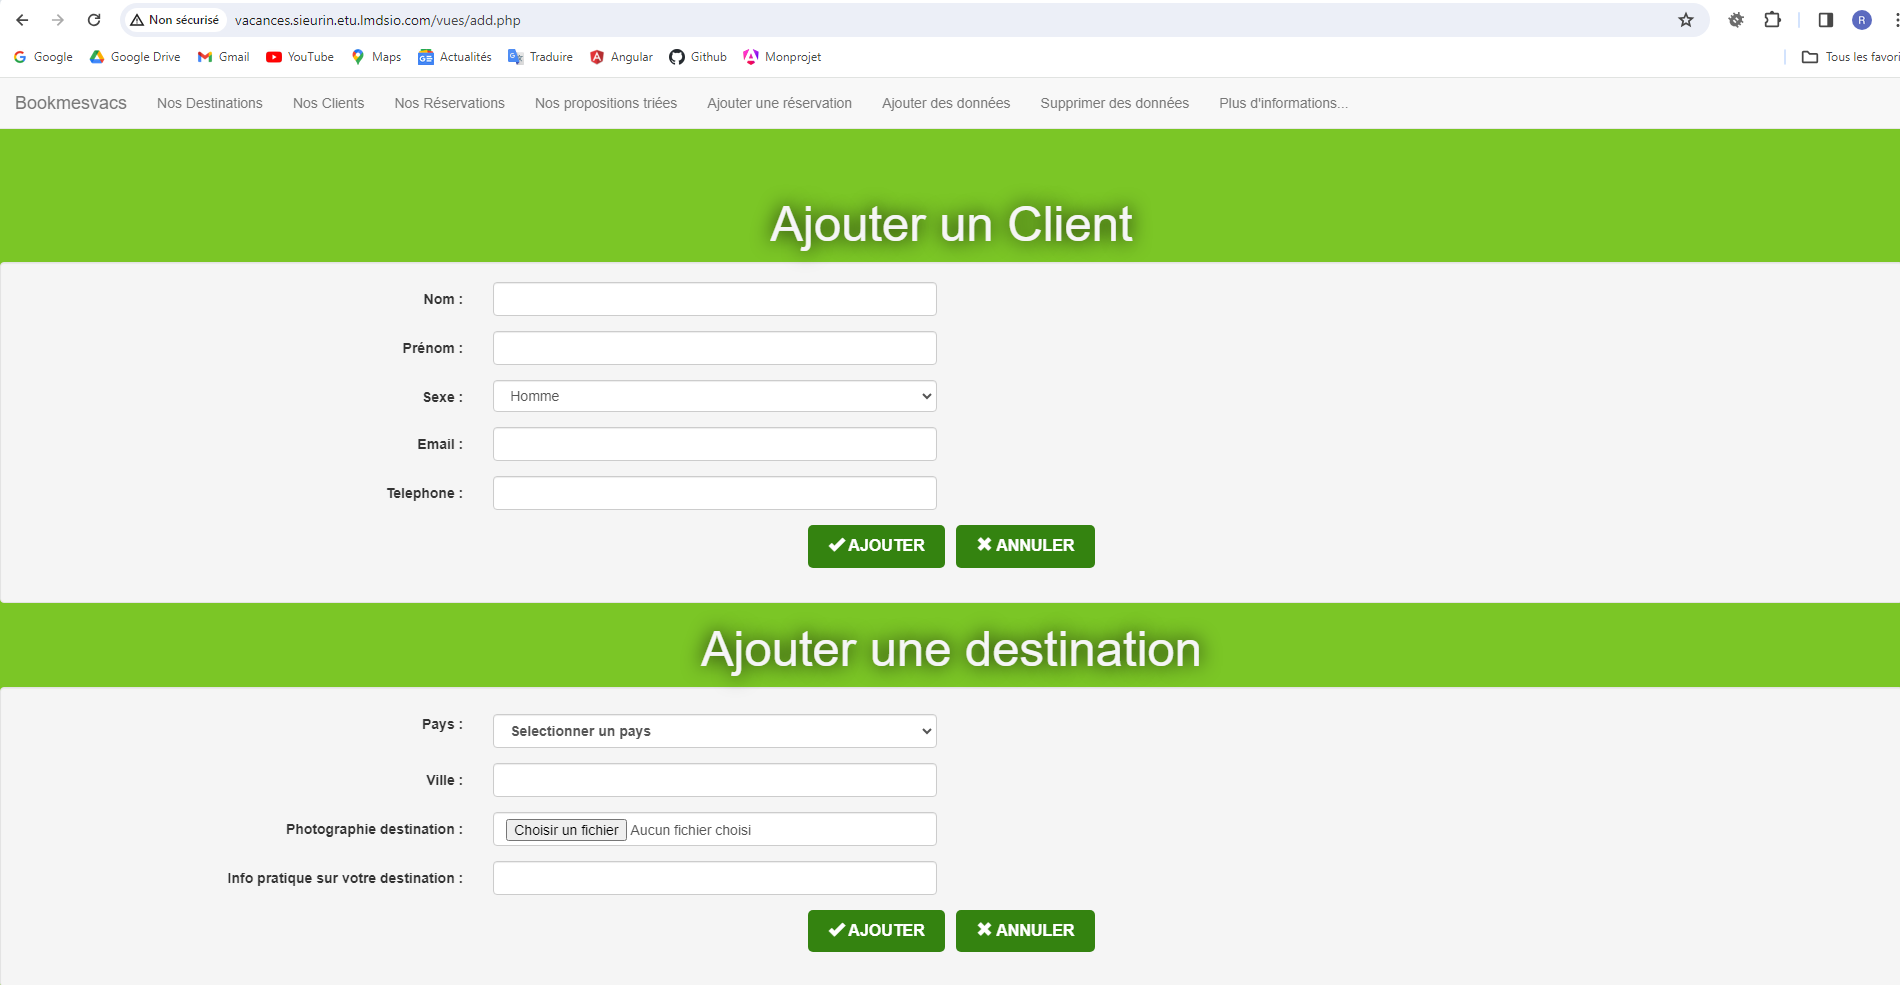 Non sécurisé vacances.sieurin.etu.lmdsio.com/vues/add.php R
Google Google Drive Gmail YouTube Maps Actualités Traduire Angular Github Monprojet Tous les favori
Bookmesvacs Nos Destinations Nos Clients Nos Réservations Nos propositions triées Ajouter une réservation Ajouter des données Supprimer des données Plus d'informations...
Ajouter un Client
Nom :
Prénom :
Sexe : Homme
Email :
Telephone :
AJOUTER ANNULER
Ajouter une destination
Pays : Selectionner un pays
Ville :
Photographie destination : Choisir un fichier Aucun fichier choisi
Info pratique sur votre destination :
AJOUTER ANNULER